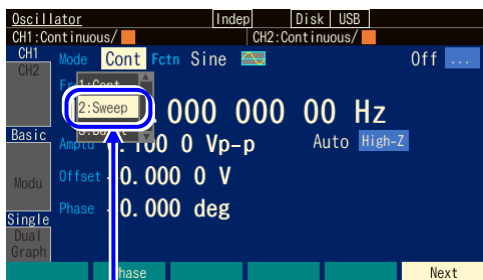 Oscillator Indep Disk USB
CH1:Continuous/ CH2:Continuous/
CH1 Mode Cont Fctn Sine Off ...
CH2
1:Cont
2:Sweep .000 000 00 Hz
Basic Amptd .100 0 Vp-p Auto High-Z
Modu Offset 0.000 0 V
Phase 0.000 deg
Single
Dual
Graph
hase Next